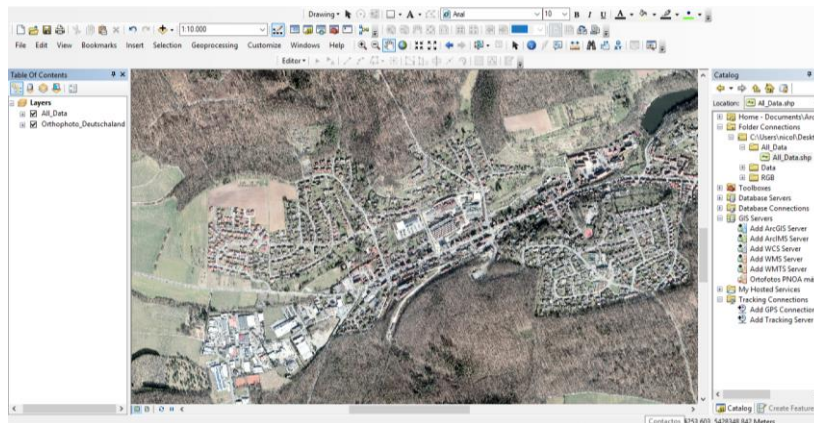 Drawing
Arial
10
B I U A
1:10.000
File Edit View Bookmarks Insert Selection Geoprocessing Customize Windows Help
Editor
Table Of Contents
Layers
All_Data
Orthophoto_Deutschaland
Catalog
Location: All_Data.shp
Home - Documents\Arc
Folder Connections
C:\Users\nicol\Deskt
All_Data
All_Data.shp
Data
RGB
Toolboxes
Database Servers
Database Connections
GIS Servers
Add ArcGIS Server
Add ArcIMS Server
Add WCS Server
Add WMS Server
Add WMTS Server
Ortofotos PNOA má
My Hosted Services
Tracking Connections
Add GPS Connection
Add Tracking Server
Catalog Create Feature
Contactos
5428348,842 Meters